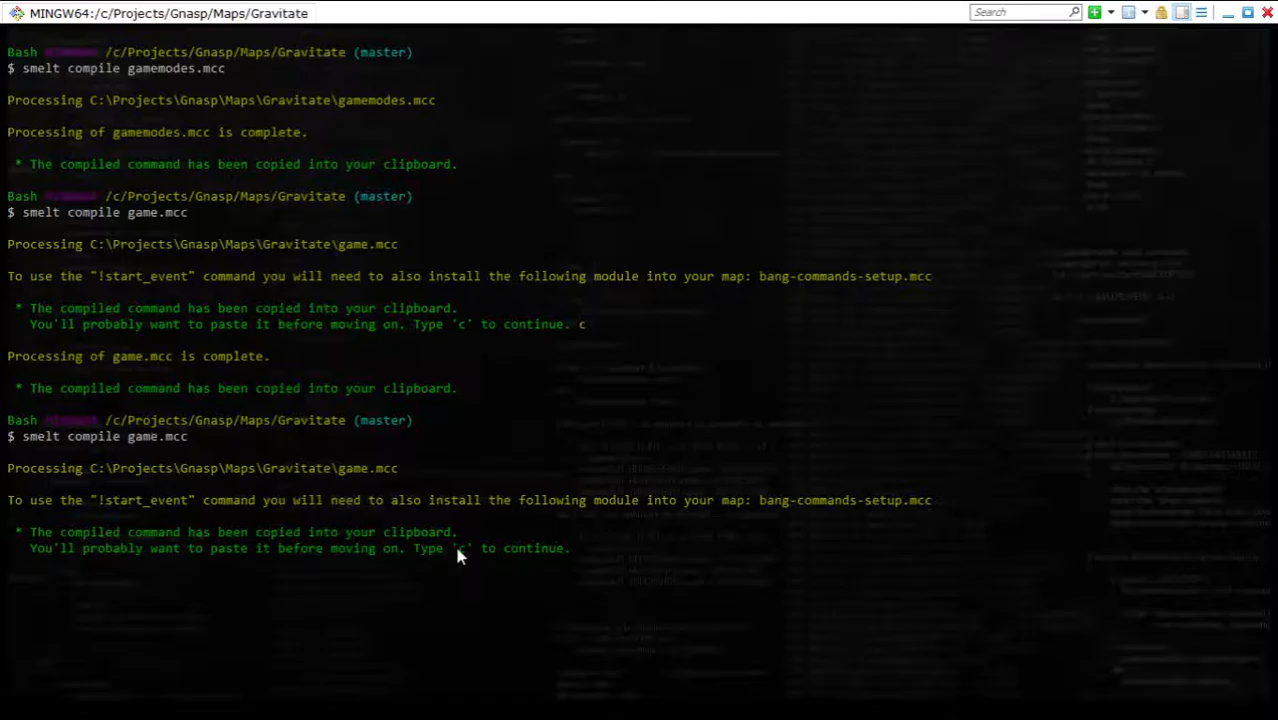 MINGW64:/c/Projects/Gnasp/Maps/Gravitate
Search
Bash /c/Projects/Gnasp/Maps/Gravitate (master)
$ smelt compile gamemodes.mcc
Processing C:\Projects\Gnasp\Maps\Gravitate\gamemodes.mcc
Processing of gamemodes.mcc is complete.
* The compiled command has been copied into your clipboard.
Bash /c/Projects/Gnasp/Maps/Gravitate (master)
$ smelt compile game.mcc
Processing C:\Projects\Gnasp\Maps\Gravitate\game.mcc
To use the "!start_event" command you will need to also install the following module into your map: bang-commands-setup.mcc
* The compiled command has been copied into your clipboard.
You'll probably want to paste it before moving on. Type 'c' to continue. c
Processing of game.mcc is complete.
* The compiled command has been copied into your clipboard.
Bash /c/Projects/Gnasp/Maps/Gravitate (master)
$ smelt compile game.mcc
Processing C:\Projects\Gnasp\Maps\Gravitate\game.mcc
To use the "!start_event" command you will need to also install the following module into your map: bang-commands-setup.mcc
* The compiled command has been copied into your clipboard.
You'll probably want to paste it before moving on. Type 'c' to continue.